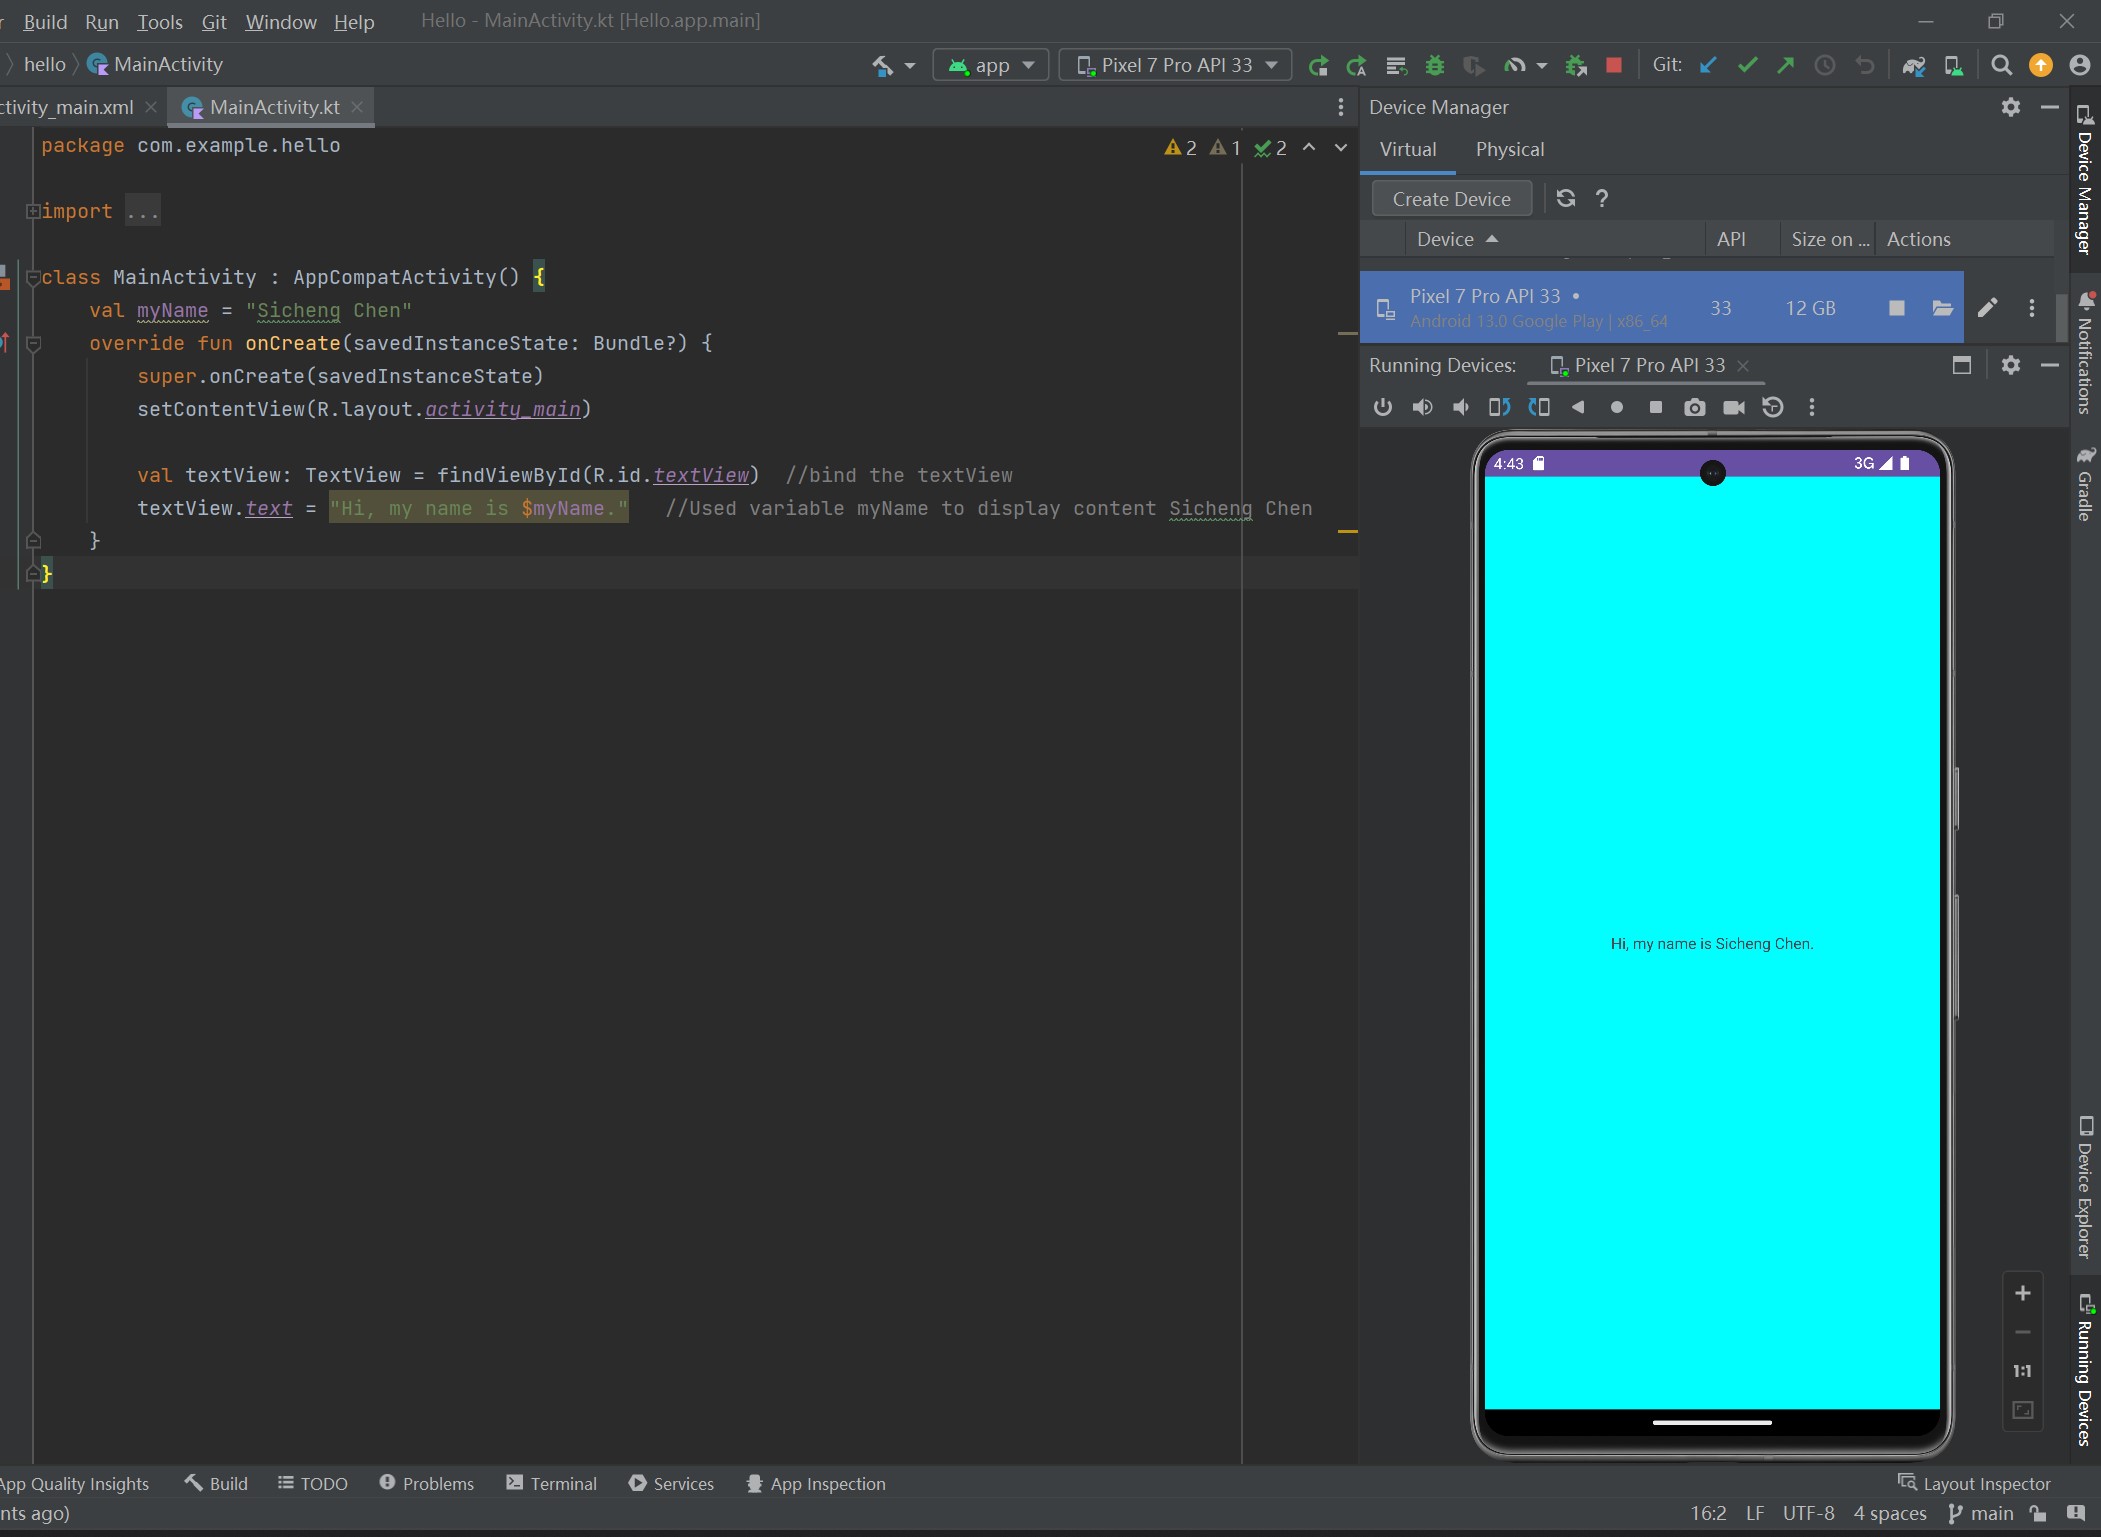 Build Run Tools Git Window Help Hello - MainActivity.kt [Hello.app.main]
hello MainActivity app Pixel 7 Pro API 33 Git:
ctivity_main.xml MainActivity.kt
package com.example.hello
2 1 2
import ...
class MainActivity : AppCompatActivity() {
val myName = "Sicheng Chen"
override fun onCreate(savedInstanceState: Bundle?) {
super.onCreate(savedInstanceState)
setContentView(R.layout.activity_main)
val textView: TextView = findViewById(R.id.textView) //bind the textView
textView.text = "Hi, my name is $myName." //Used variable myName to display content Sicheng Chen
}
}
Device Manager
Virtual Physical
Create Device ?
Device API Size on ... Actions
Pixel 7 Pro API 33 • 33 12 GB
Android 13.0 Google Play | x86_64
Running Devices: Pixel 7 Pro API 33
4:43 3G
Hi, my name is Sicheng Chen.
1:1
Device Manager
Notifications
Gradle
Device Explorer
Running Devices
App Quality Insights Build TODO Problems Terminal Services App Inspection Layout Inspector
nts ago) 16:2 LF UTF-8 4 spaces main